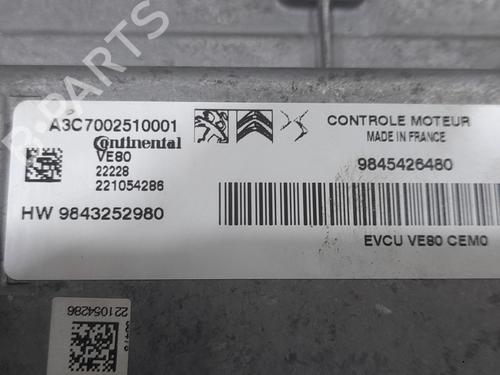 A3C7002510001
Continental
VE80
22228
221054286
HW 9843252980
CONTROLE MOTEUR
MADE IN FRANCE
9845426480
EVCU VE80 CEM0
221054286
B-PARTS